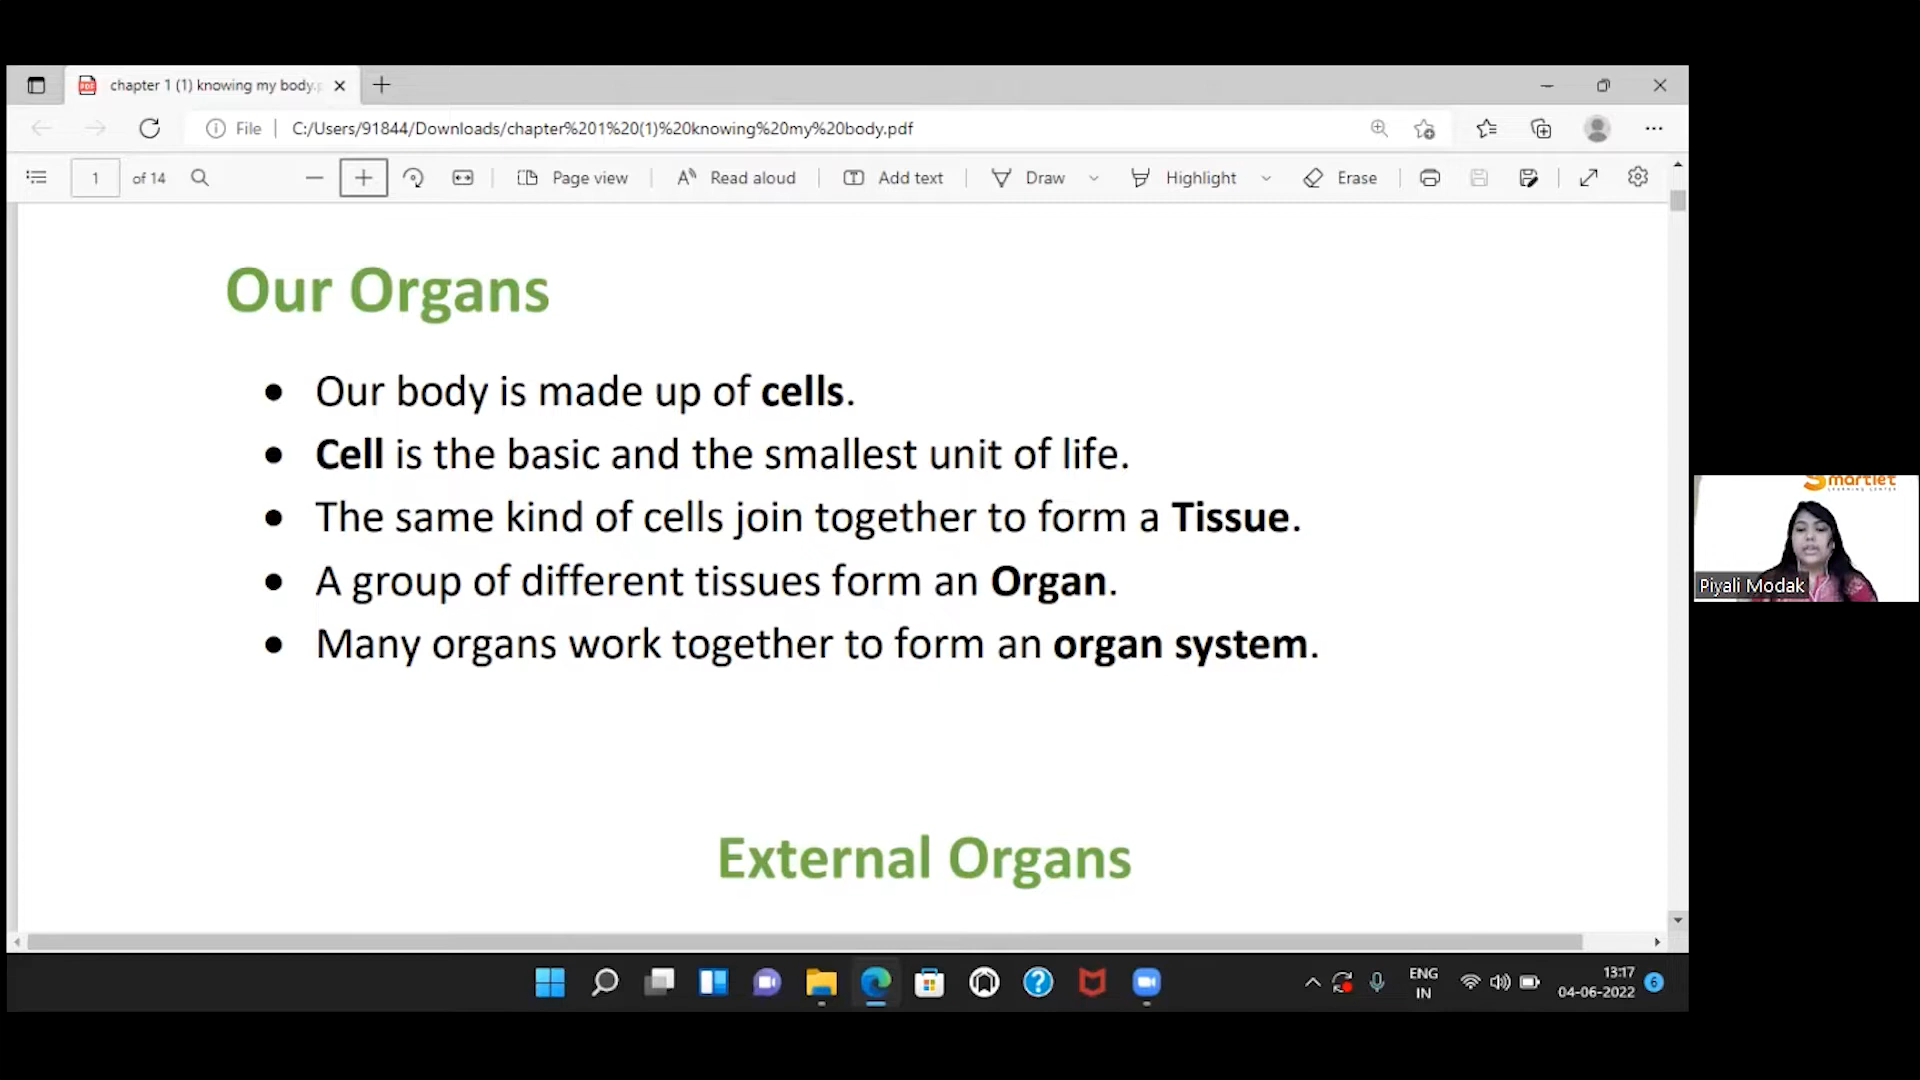 chapter 1 (1) knowing my body.p
File
C:/Users/91844/Downloads/chapter%201%20(1)%20knowing%20my%20body.pdf
1 of 14
Page view
Read aloud
Add text
Draw
Highlight
Erase
Our Organs
• Our body is made up of cells.
• Cell is the basic and the smallest unit of life.
• The same kind of cells join together to form a Tissue.
• A group of different tissues form an Organ.
• Many organs work together to form an organ system.
External Organs
Smartlet
LEARNING CENTER
Piyali Modak
ENG
IN
13:17
04-06-2022
6